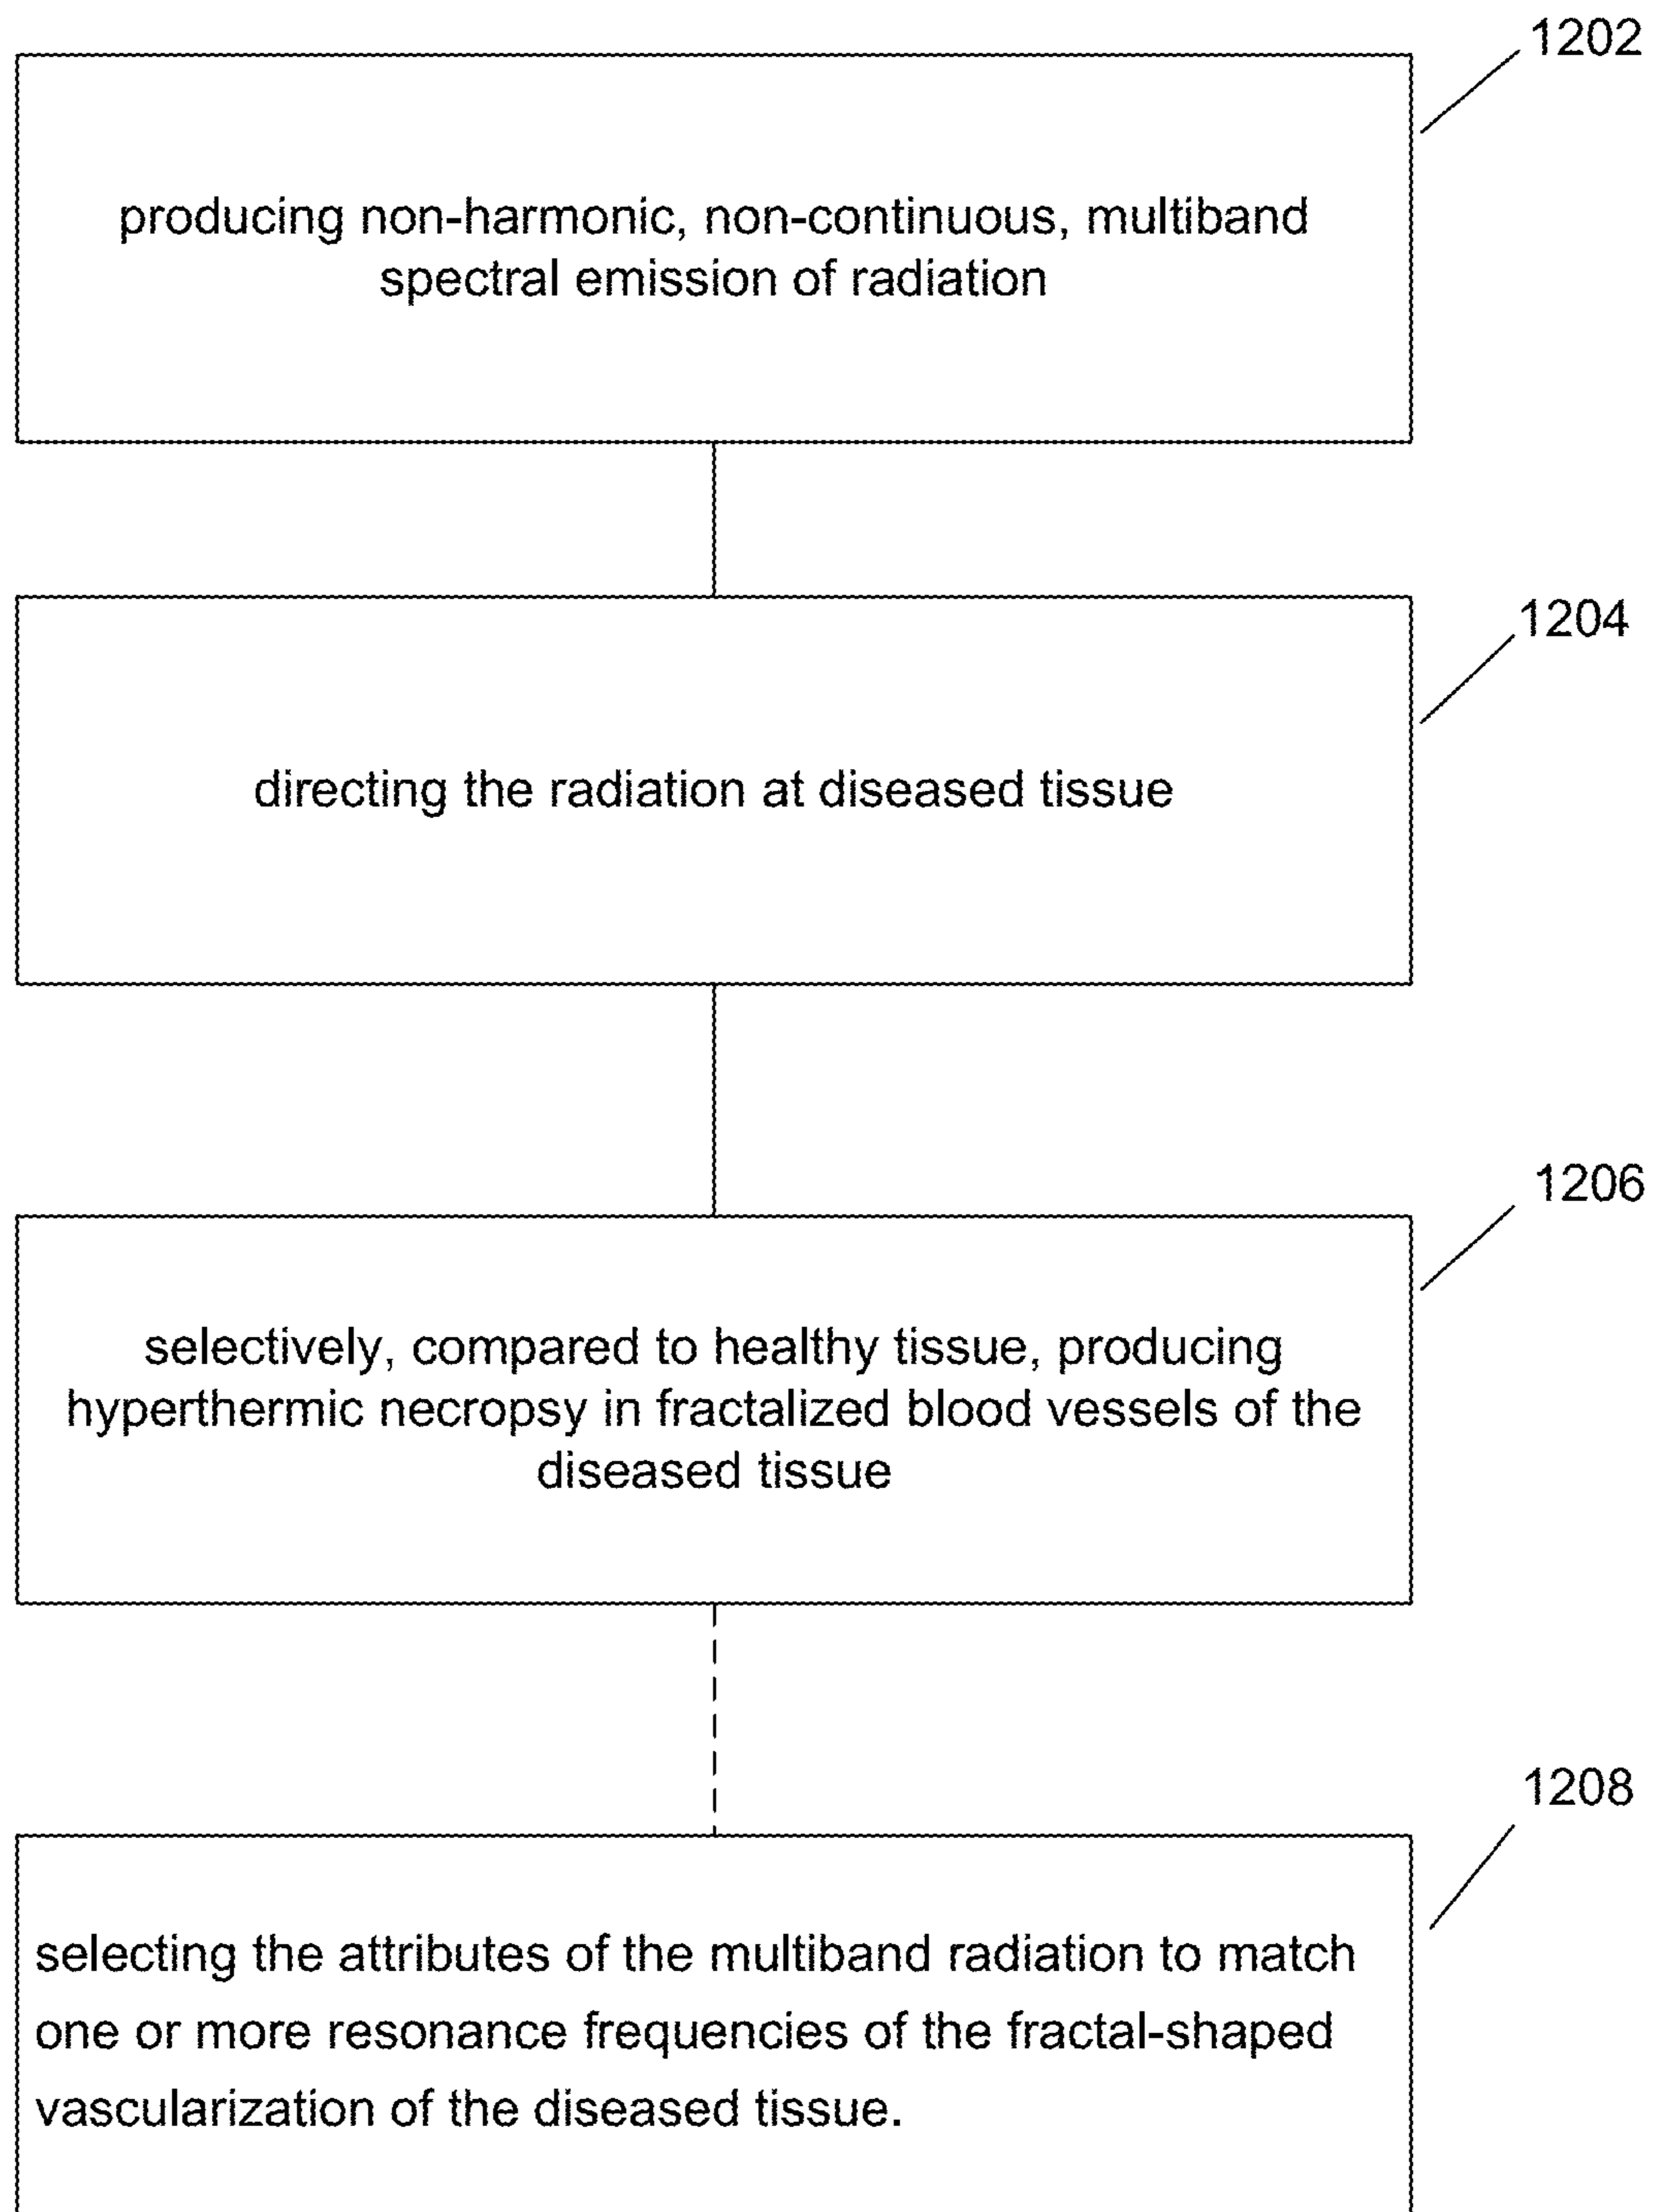 1202
producing non-harmonic, non-continuous, multiband
spectral emission of radiation
1204
directing the radiation at diseased tissue
1206
selectively, compared to healthy tissue, producing
hyperthermic necropsy in fractalized blood vessels of the
diseased tissue
1208
selecting the attributes of the multiband radiation to match
one or more resonance frequencies of the fractal-shaped
vascularization of the diseased tissue.